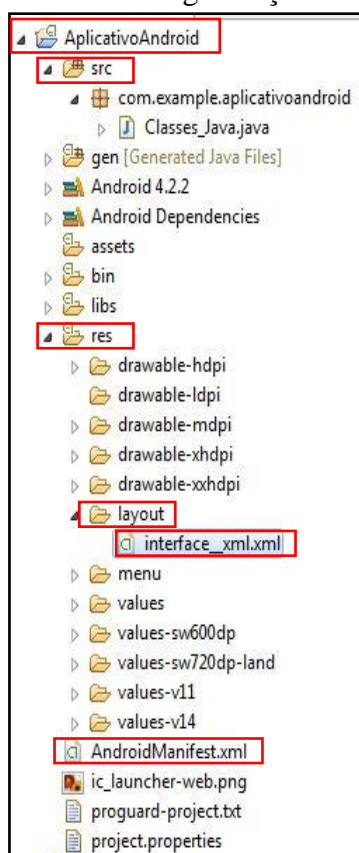 AplicativoAndroid
src
com.example.aplicativoandroid
Classes_Java.java
gen [Generated Java Files]
Android 4.2.2
Android Dependencies
assets
bin
libs
res
drawable-hdpi
drawable-ldpi
drawable-mdpi
drawable-xhdpi
drawable-xxhdpi
layout
interface__xml.xml
menu
values
values-sw600dp
values-sw720dp-land
values-v11
values-v14
AndroidManifest.xml
ic_launcher-web.png
proguard-project.txt
project.properties